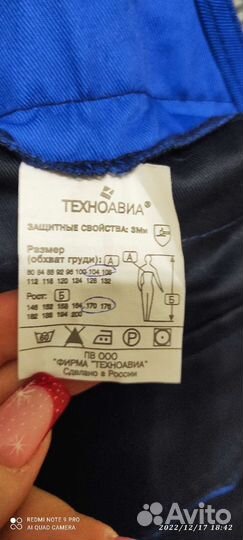 ТЕХНОАВИА®
ЗАЩИТНЫЕ СВОЙСТВА: ЗМи
Размер
(обхват груди): А
80 84 88 92 96 100 104 108
112 116 120 124 128 132
Рост: Б
146 152 158 164 170 176
182 188 194 200
А
Б
60
ПВ ООО
"ФИРМА "ТЕХНОАВИА"
Сделано в России
REDMI NOTE 9 PRO
AI QUAD CAMERA
2022/12/17 18:42
Avito